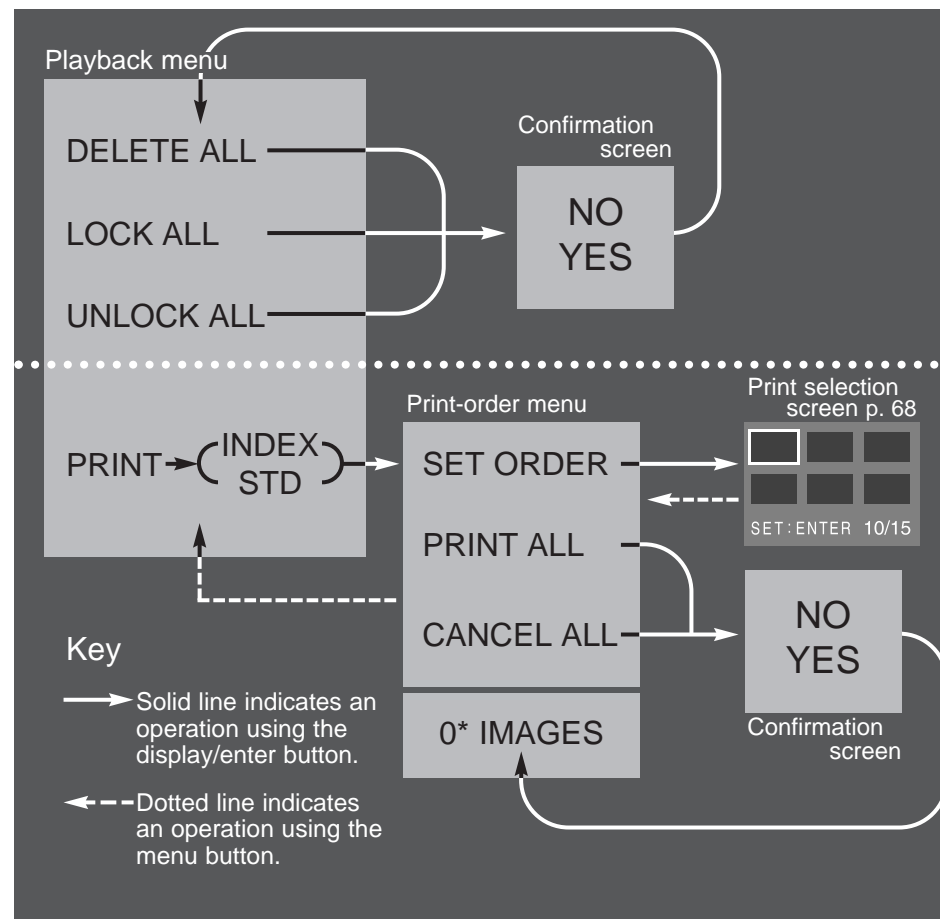 Playback menu
DELETE ALL
LOCK ALL
UNLOCK ALL
Confirmation
screen
NO
YES
PRINT
INDEX
STD
Print-order menu
SET ORDER
PRINT ALL
CANCEL ALL
0* IMAGES
Print selection
screen p. 68
SET:ENTER 10/15
NO
YES
Confirmation
screen
Key
Solid line indicates an
operation using the
display/enter button.
Dotted line indicates
an operation using the
menu button.